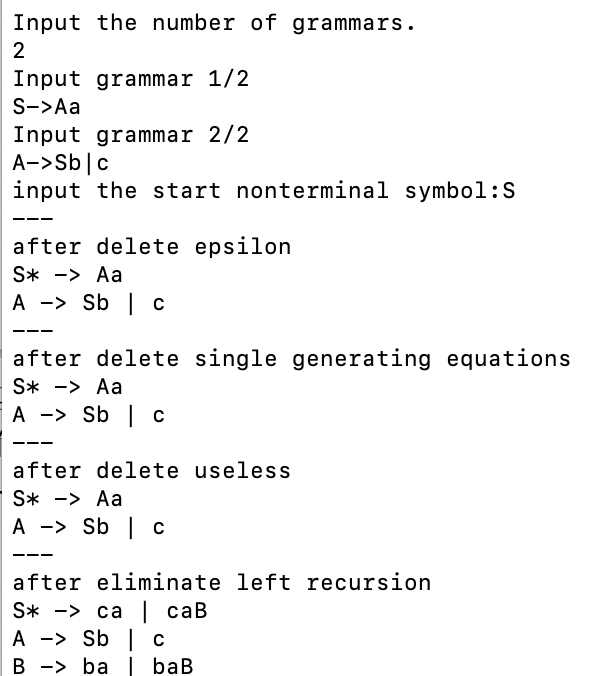 Input the number of grammars.
2
Input grammar 1/2
S->Aa
Input grammar 2/2
A->Sb|c
input the start nonterminal symbol:S
---
after delete epsilon
S* -> Aa
A -> Sb | c
---
after delete single generating equations
S* -> Aa
A -> Sb | c
---
after delete useless
S* -> Aa
A -> Sb | c
---
after eliminate left recursion
S* -> ca | caB
A -> Sb | c
B -> ba | baB